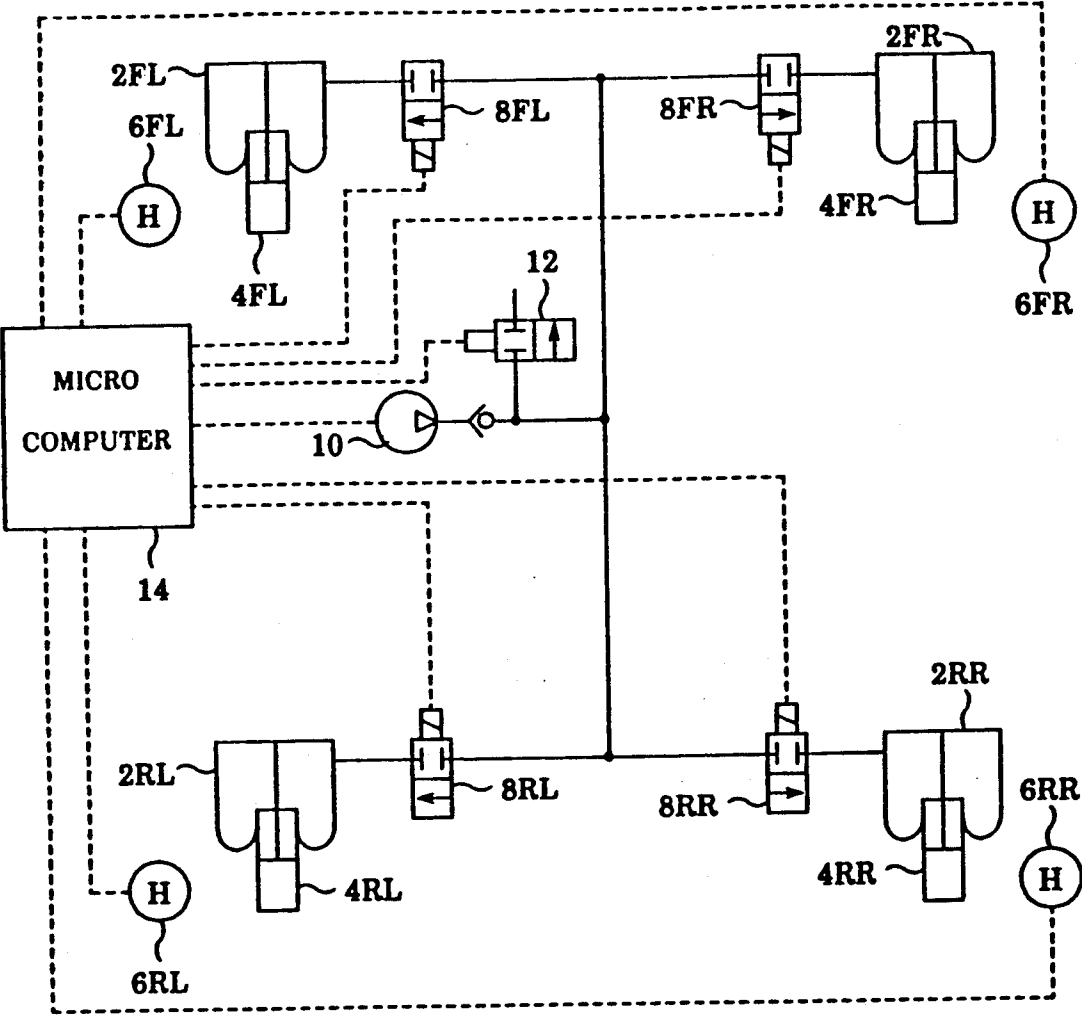 2FL
6FL
H
4FL
8FL
8FR
2FR
4FR
H
6FR
12
MICRO
COMPUTER
10
14
2RL
8RL
4RL
H
6RL
2RR
8RR
4RR
6RR
H